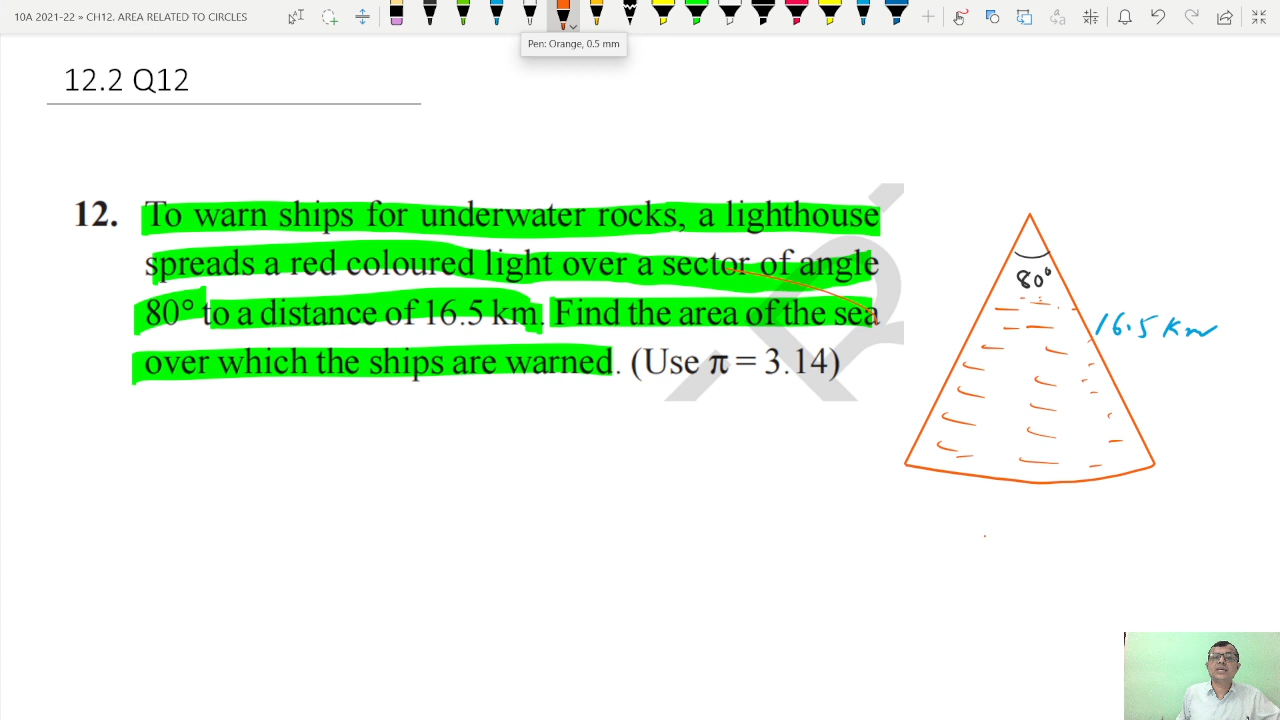 10A 2021-22 » CH12. AREA RELATED TO CIRCLES
Pen: Orange, 0.5 mm
12.2 Q12
12. To warn ships for underwater rocks, a lighthouse
spreads a red coloured light over a sector of angle
80° to a distance of 16.5 km. Find the area of the sea
over which the ships are warned. (Use π = 3.14)
80°
16.5 Km